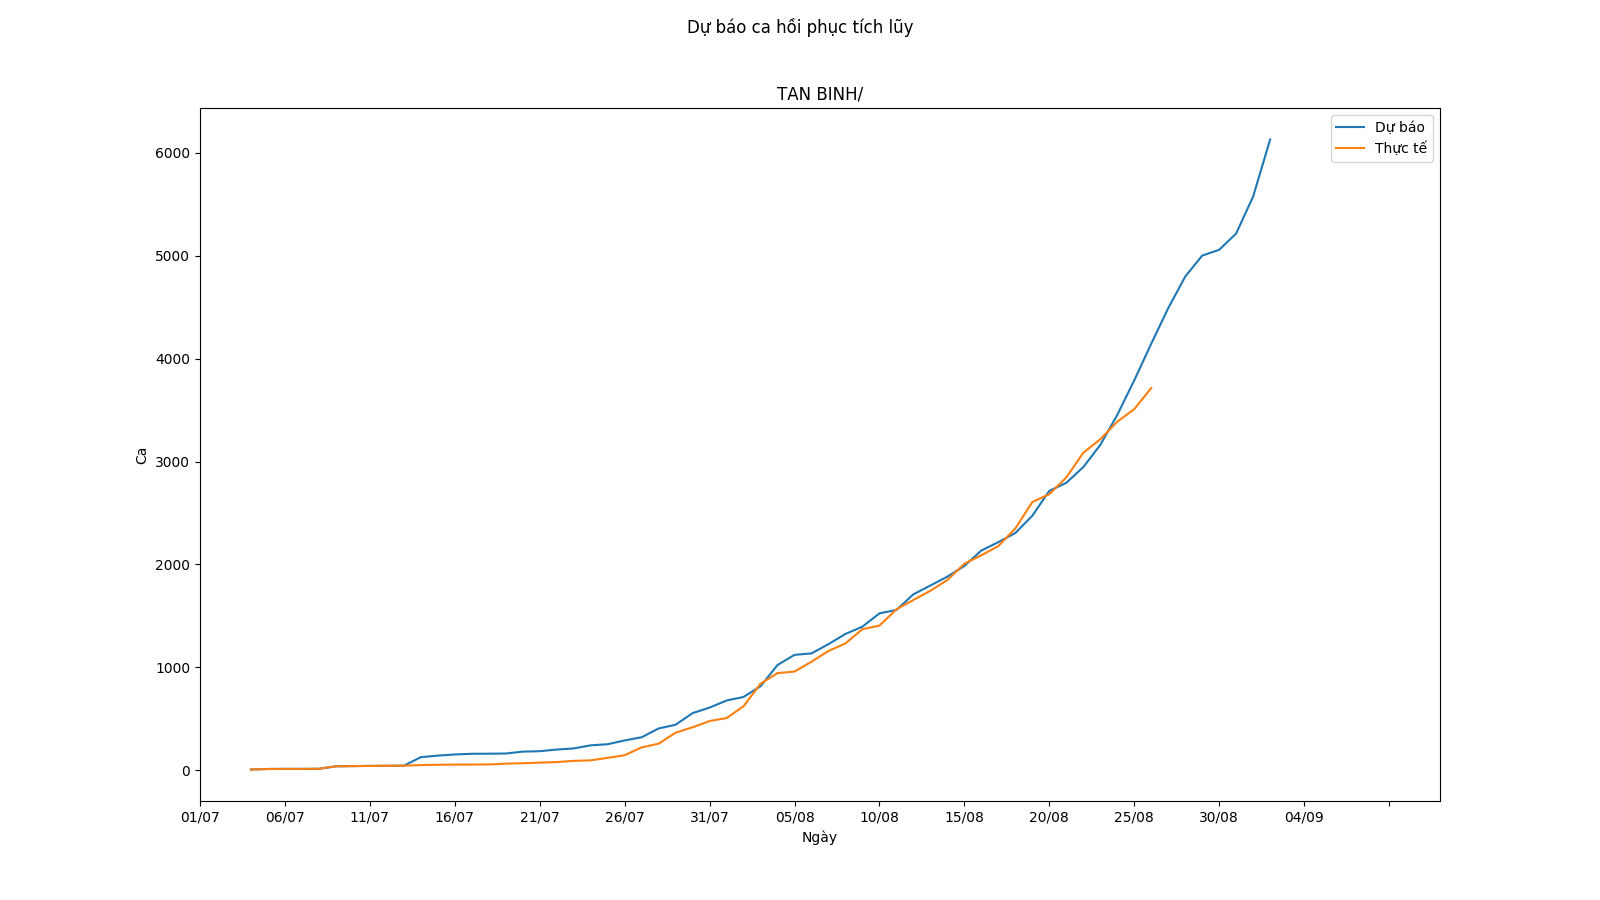 Dự báo ca hồi phục tích lũy
TAN BINH/
Dự báo
Thực tế
6000
5000
4000
3000
2000
1000
0
Ca
01/07 06/07 11/07 16/07 21/07 26/07 31/07 05/08 10/08 15/08 20/08 25/08 30/08 04/09
Ngày